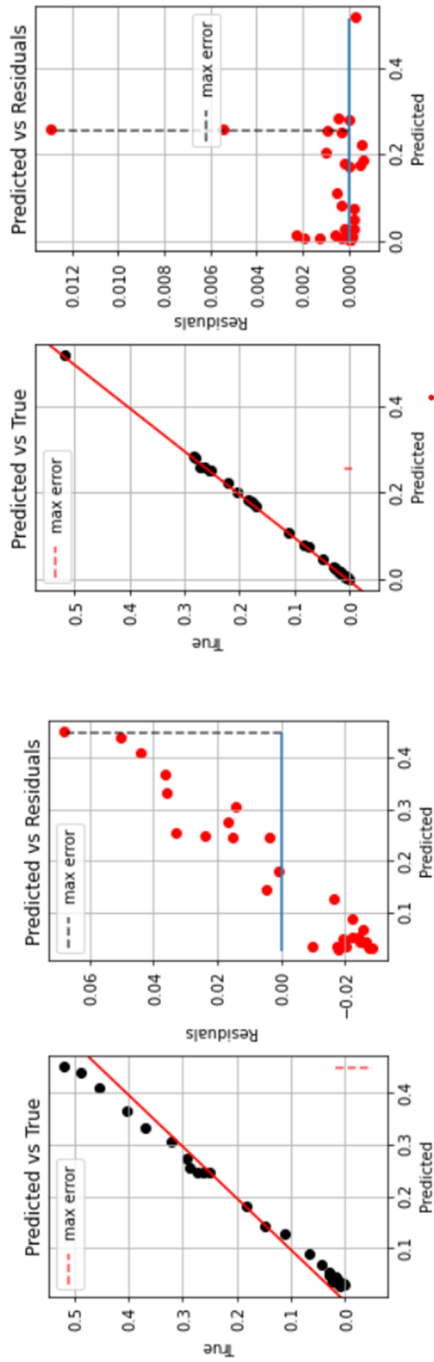 Predicted vs True
max error
True
0.5
0.4
0.3
0.2
0.1
0.0
0.1
0.2
0.3
0.4
Predicted
Predicted vs Residuals
max error
Residuals
0.06
0.04
0.02
0.00
−0.02
0.1
0.2
0.3
0.4
Predicted
Predicted vs True
max error
True
0.5
0.4
0.3
0.2
0.1
0.0
0.0
0.2
0.4
Predicted
Predicted vs Residuals
max error
Residuals
0.012
0.010
0.008
0.006
0.004
0.002
0.000
0.0
0.2
0.4
Predicted